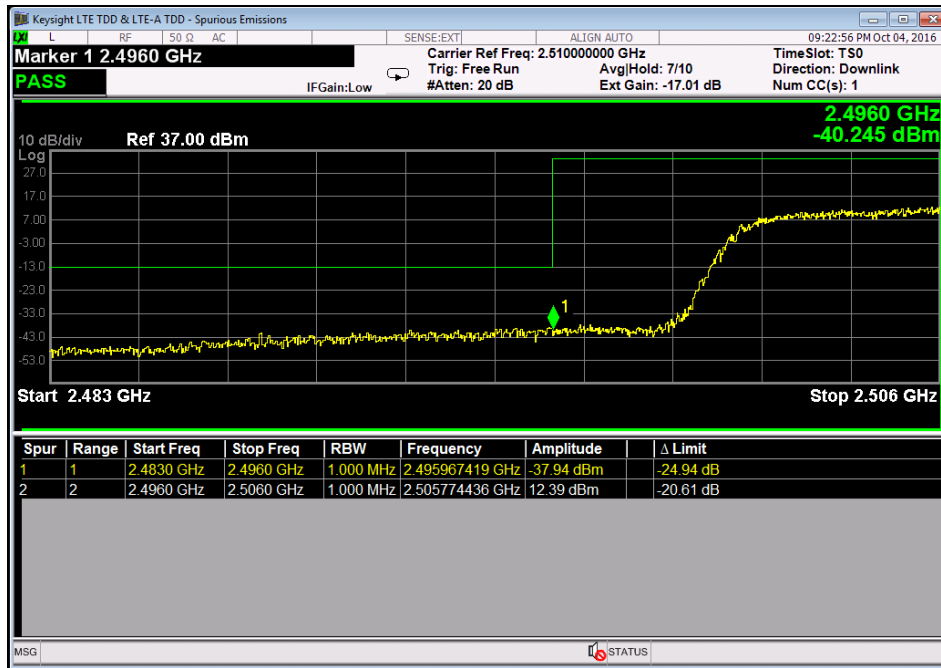 Keysight LTE TDD & LTE-A TDD - Spurious Emissions
LXI L RF 50 Ω AC SENSE:EXT ALIGN AUTO 09:22:56 PM Oct 04, 2016
Marker 1 2.4960 GHz Carrier Ref Freq: 2.510000000 GHz TimeSlot: TS0
Trig: Free Run Avg|Hold: 7/10 Direction: Downlink
PASS IFGain:Low #Atten: 20 dB Ext Gain: -17.01 dB Num CC(s): 1
2.4960 GHz
10 dB/div Ref 37.00 dBm -40.245 dBm
Log
27.0
17.0
7.00
-3.00
-13.0
-23.0
-33.0
-43.0
-53.0
1
Start 2.483 GHz Stop 2.506 GHz
Spur Range Start Freq Stop Freq RBW Frequency Amplitude Δ Limit
1 1 2.4830 GHz 2.4960 GHz 1.000 MHz 2.495967419 GHz -37.94 dBm -24.94 dB
2 2 2.4960 GHz 2.5060 GHz 1.000 MHz 2.505774436 GHz 12.39 dBm -20.61 dB
MSG STATUS